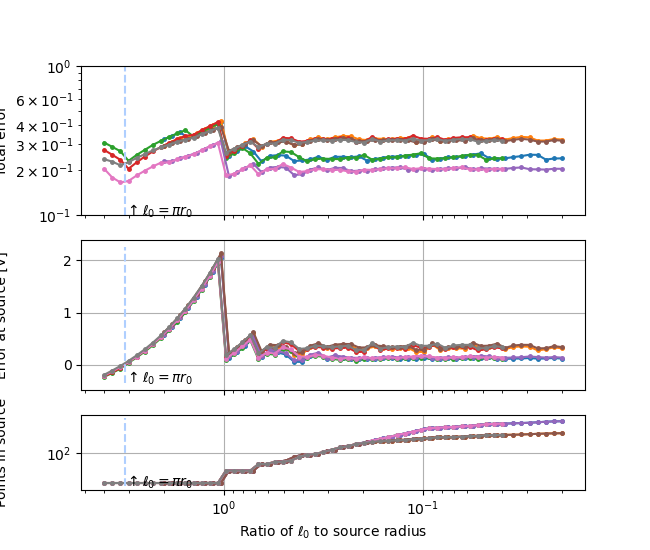 10⁰
6 × 10⁻¹
4 × 10⁻¹
3 × 10⁻¹
2 × 10⁻¹
10⁻¹
Total error
↑ ℓ₀ = πr₀
2
1
0
Error at source [V]
↑ ℓ₀ = πr₀
10²
Points in source
↑ ℓ₀ = πr₀
10⁰
10⁻¹
Ratio of ℓ₀ to source radius